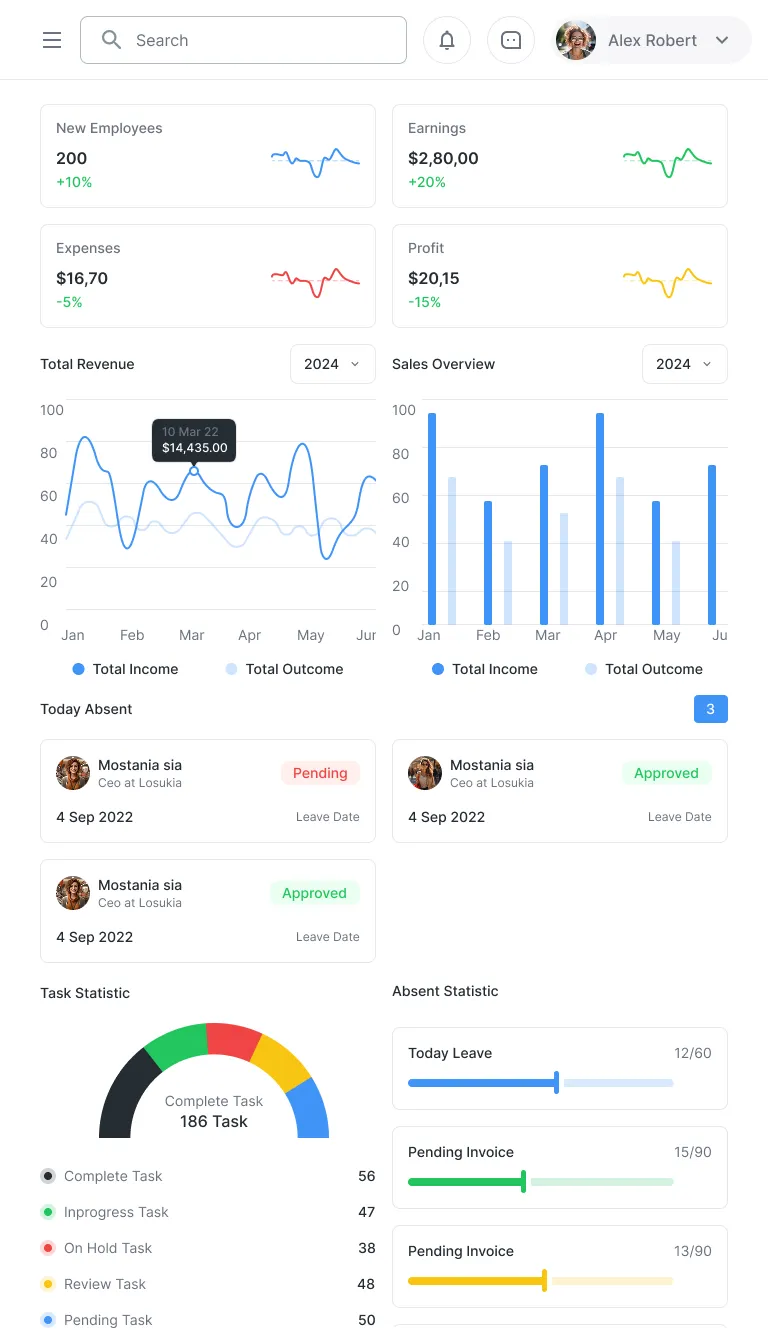 Search
Alex Robert
New Employees
200
+10%
Earnings
$2,80,00
+20%
Expenses
$16,70
-5%
Profit
$20,15
-15%
Total Revenue
2024
100
80
60
40
20
0
10 Mar 22
$14,435.00
Jan Feb Mar Apr May Jun
Total Income Total Outcome
Sales Overview
2024
100
80
60
40
20
0
Jan Feb Mar Apr May Ju
Total Income Total Outcome
Today Absent
3
Mostania sia
Ceo at Losukia
Pending
4 Sep 2022 Leave Date
Mostania sia
Ceo at Losukia
Approved
4 Sep 2022 Leave Date
Mostania sia
Ceo at Losukia
Approved
4 Sep 2022 Leave Date
Task Statistic
Complete Task
186 Task
Complete Task 56
Inprogress Task 47
On Hold Task 38
Review Task 48
Pending Task 50
Absent Statistic
Today Leave 12/60
Pending Invoice 15/90
Pending Invoice 13/90